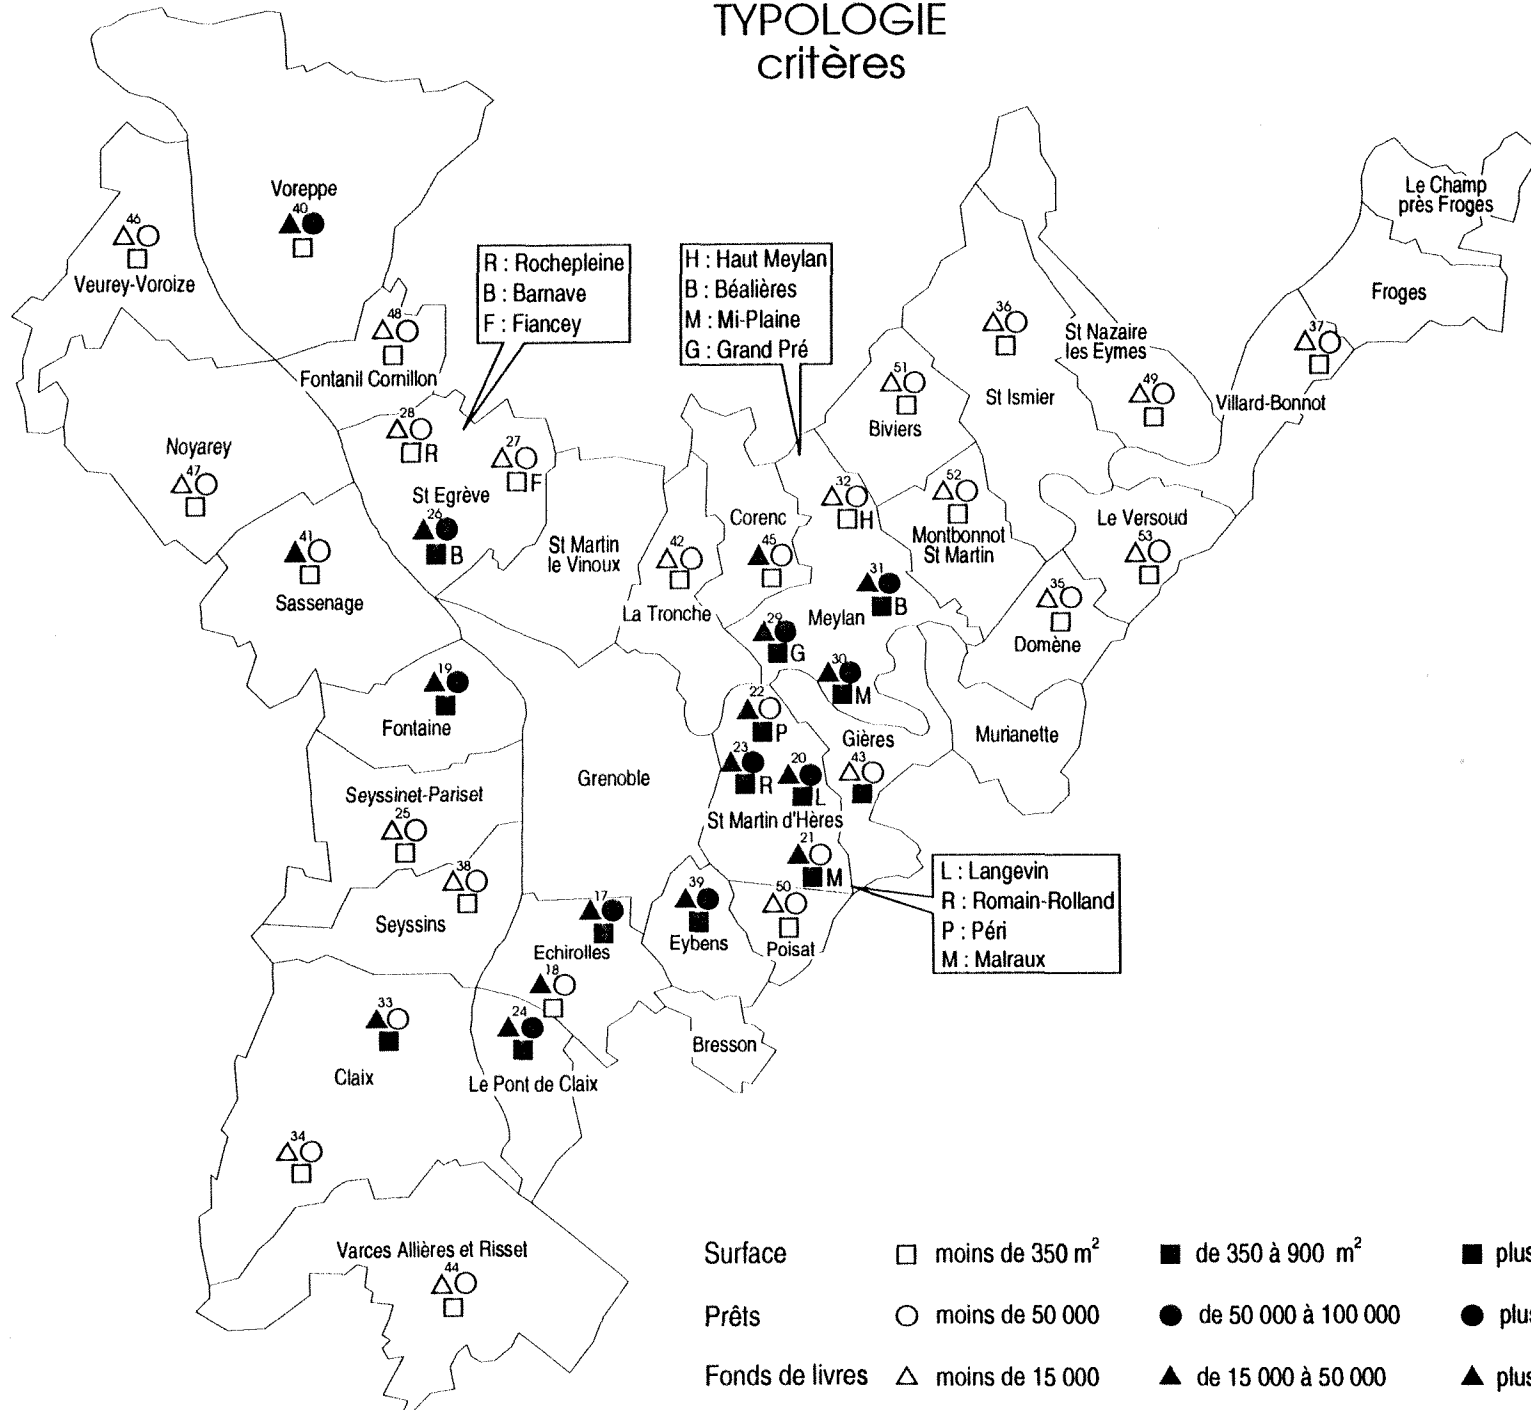 TYPOLOGIE
critères
Le Champ
près Froges
Voreppe
40
46
Veurey-Voroize
R : Rochepleine
B : Barnave
F : Fiancey
H : Haut Meylan
B : Béalières
M : Mi-Plaine
G : Grand Pré
Froges
48
Fontanil Cornillon
36
St Ismier
St Nazaire
les Eymes
49
37
Villard-Bonnot
51
Biviers
28
R
27
F
St Egrève
26
B
Noyarey
47
41
Sassenage
St Martin
le Vinoux
42
La Tronche
Corenc
45
32
H
52
Montbonnot
St Martin
Le Versoud
53
31
B
Meylan
29
G
30
M
35
Domène
19
Fontaine
22
P
23
R
20
L
St Martin d'Hères
21
M
Gières
43
Murianette
Grenoble
Seyssinet-Pariset
25
38
Seyssins
17
Echirolles
18
39
Eybens
50
Poisat
L : Langevin
R : Romain-Rolland
P : Péri
M : Malraux
33
Claix
24
Le Pont de Claix
Bresson
34
Varces Allières et Risset
44
Surface □ moins de 350 m² ■ de 350 à 900 m² ■ plus
Prêts ○ moins de 50 000 ● de 50 000 à 100 000 ● plus
Fonds de livres △ moins de 15 000 ▲ de 15 000 à 50 000 ▲ plus